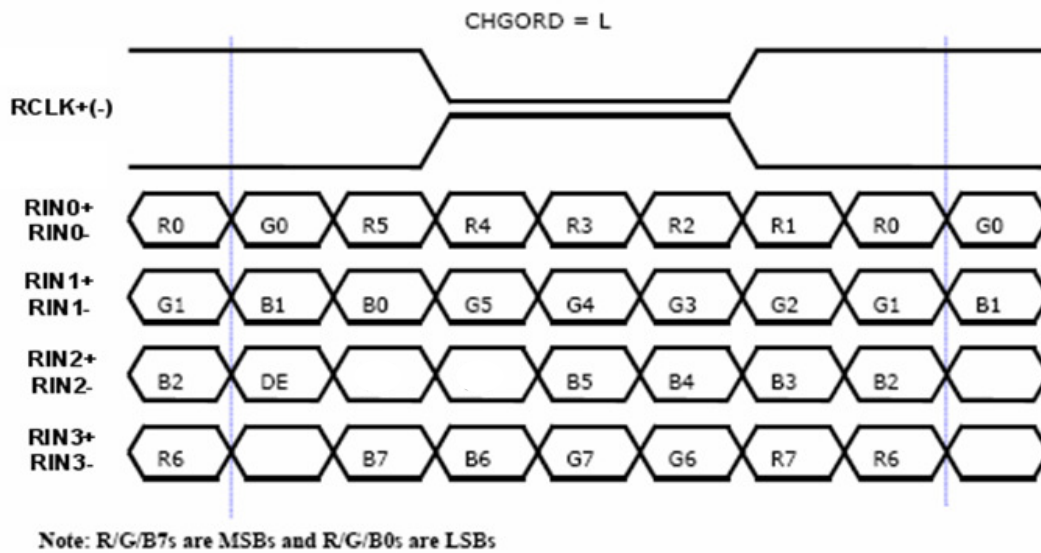 CHGORD = L
RCLK+(-)
RIN0+
RIN0-
R0 G0 R5 R4 R3 R2 R1 R0 G0
RIN1+
RIN1-
G1 B1 B0 G5 G4 G3 G2 G1 B1
RIN2+
RIN2-
B2 DE B5 B4 B3 B2
RIN3+
RIN3-
R6 B7 B6 G7 G6 R7 R6
Note: R/G/B7s are MSBs and R/G/B0s are LSBs